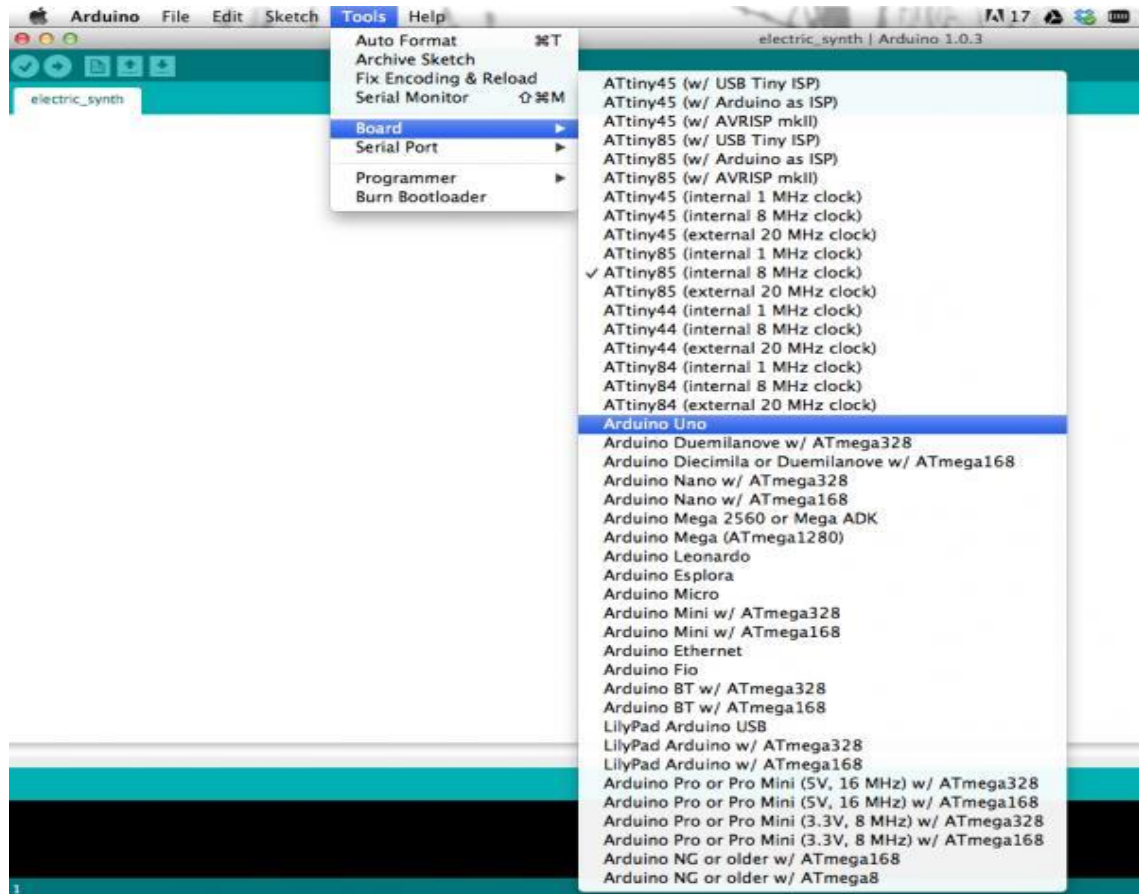 Arduino File Edit Sketch Tools Help 17
electric_synth | Arduino 1.0.3
electric_synth
Auto Format ⌘T
Archive Sketch
Fix Encoding & Reload
Serial Monitor ⇧⌘M
Board
Serial Port
Programmer
Burn Bootloader
ATtiny45 (w/ USB Tiny ISP)
ATtiny45 (w/ Arduino as ISP)
ATtiny45 (w/ AVRISP mkII)
ATtiny85 (w/ USB Tiny ISP)
ATtiny85 (w/ Arduino as ISP)
ATtiny85 (w/ AVRISP mkII)
ATtiny45 (internal 1 MHz clock)
ATtiny45 (internal 8 MHz clock)
ATtiny45 (external 20 MHz clock)
ATtiny85 (internal 1 MHz clock)
✓ ATtiny85 (internal 8 MHz clock)
ATtiny85 (external 20 MHz clock)
ATtiny44 (internal 1 MHz clock)
ATtiny44 (internal 8 MHz clock)
ATtiny44 (external 20 MHz clock)
ATtiny84 (internal 1 MHz clock)
ATtiny84 (internal 8 MHz clock)
ATtiny84 (external 20 MHz clock)
Arduino Uno
Arduino Duemilanove w/ ATmega328
Arduino Diecimila or Duemilanove w/ ATmega168
Arduino Nano w/ ATmega328
Arduino Nano w/ ATmega168
Arduino Mega 2560 or Mega ADK
Arduino Mega (ATmega1280)
Arduino Leonardo
Arduino Esplora
Arduino Micro
Arduino Mini w/ ATmega328
Arduino Mini w/ ATmega168
Arduino Ethernet
Arduino Fio
Arduino BT w/ ATmega328
Arduino BT w/ ATmega168
LilyPad Arduino USB
LilyPad Arduino w/ ATmega328
LilyPad Arduino w/ ATmega168
Arduino Pro or Pro Mini (5V, 16 MHz) w/ ATmega328
Arduino Pro or Pro Mini (5V, 16 MHz) w/ ATmega168
Arduino Pro or Pro Mini (3.3V, 8 MHz) w/ ATmega328
Arduino Pro or Pro Mini (3.3V, 8 MHz) w/ ATmega168
Arduino NG or older w/ ATmega168
Arduino NG or older w/ ATmega8
1